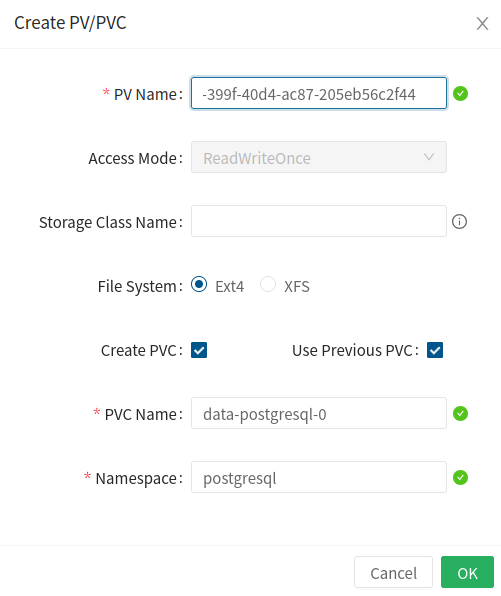 Create PV/PVC
* PV Name: -399f-40d4-ac87-205eb56c2f44
Access Mode: ReadWriteOnce
Storage Class Name:
File System: Ext4 XFS
Create PVC: Use Previous PVC:
* PVC Name: data-postgresql-0
* Namespace: postgresql
Cancel OK